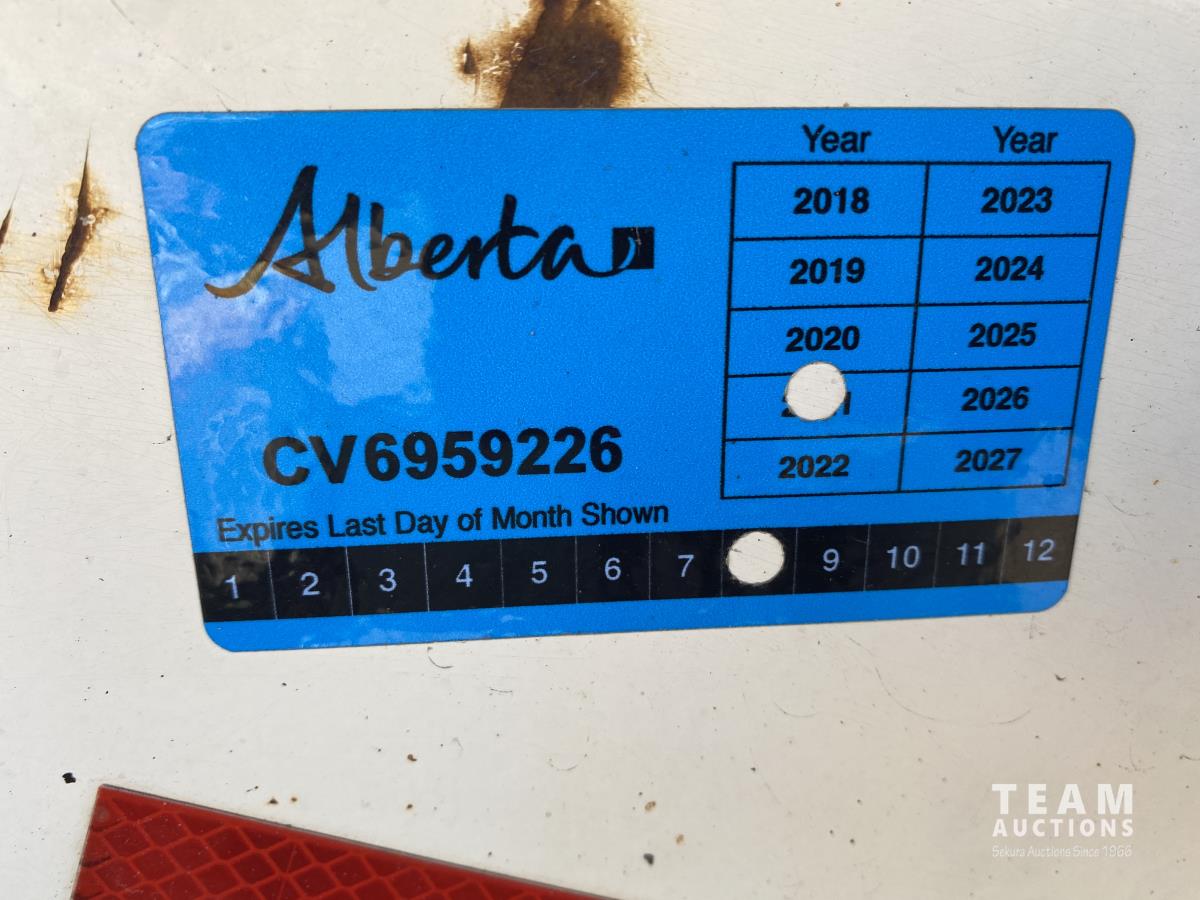 Alberta
Year Year
2018 2023
2019 2024
2020 2025
2026
2022 2027
CV6959226
Expires Last Day of Month Shown
1 2 3 4 5 6 7 9 10 11 12
TEAM
AUCTIONS
Sekura Auctions Since 1966